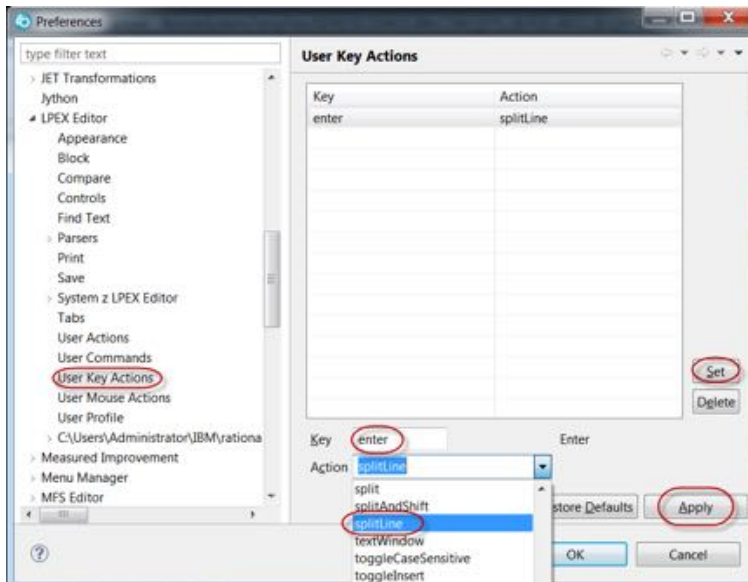 Preferences
type filter text
JET Transformations
Jython
LPEX Editor
Appearance
Block
Compare
Controls
Find Text
Parsers
Print
Save
System z LPEX Editor
Tabs
User Actions
User Commands
User Key Actions
User Mouse Actions
User Profile
C:\Users\Administrator\IBM\rationa
Measured Improvement
Menu Manager
MFS Editor
User Key Actions
Key Action
enter splitLine
Set
Delete
Key enter Enter
Action splitLine
split
splitAndShift
splitLine
textWindow
toggleCaseSensitive
toggleInsert
store Defaults Apply
OK Cancel